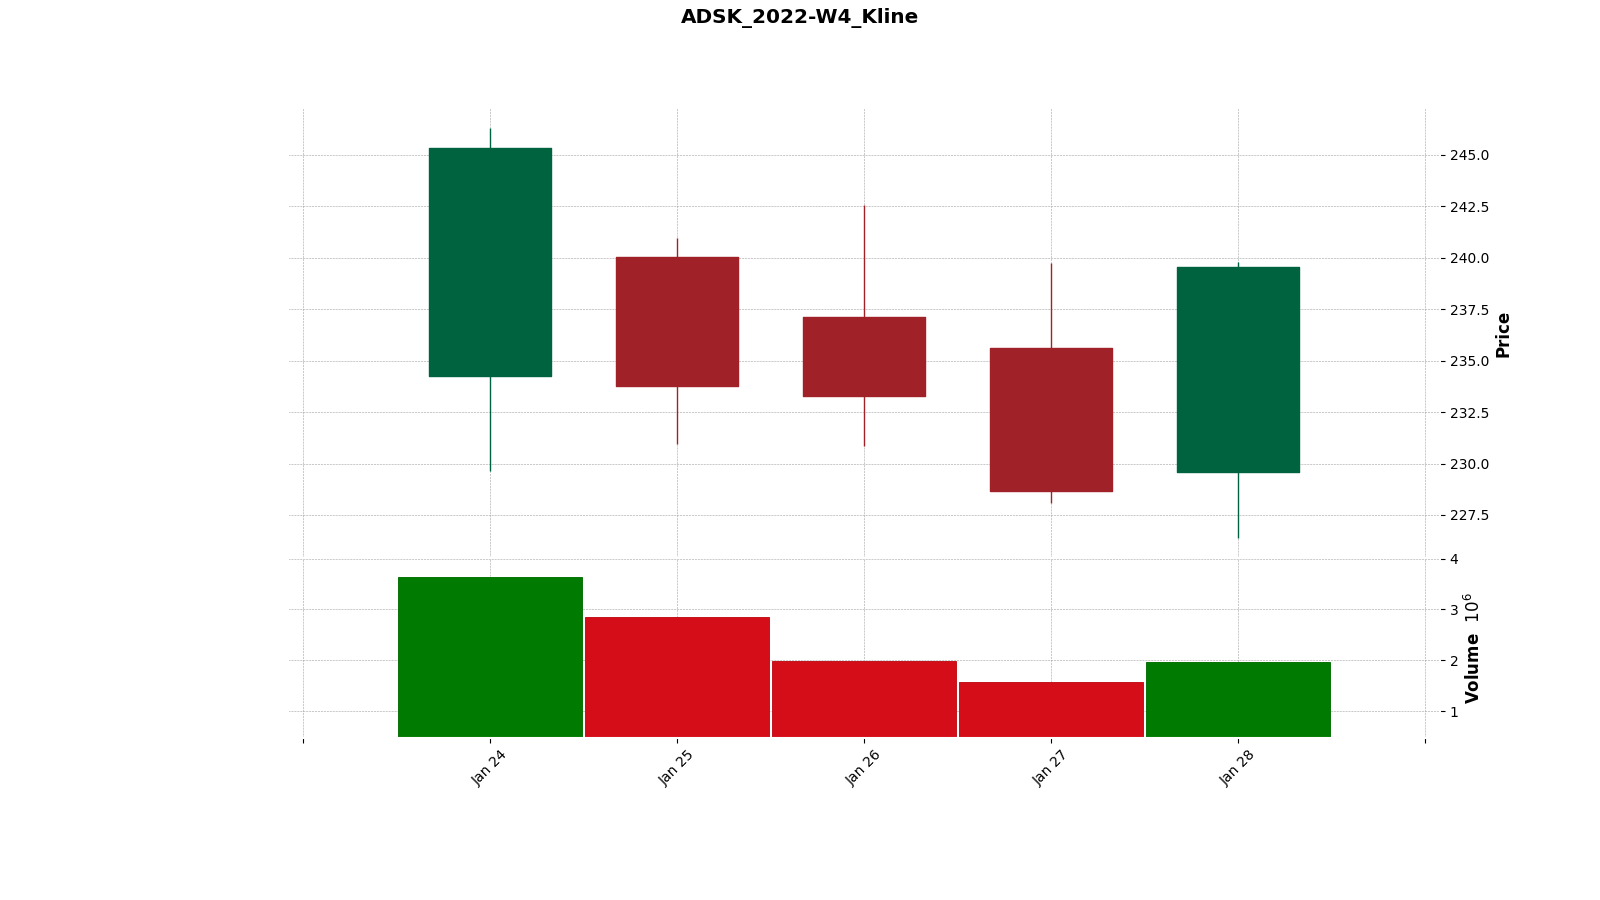 ADSK_2022-W4_Kline
245.0
242.5
240.0
237.5
235.0
232.5
230.0
227.5
Price
4
3
2
1
Volume 10^6
Jan 24
Jan 25
Jan 26
Jan 27
Jan 28